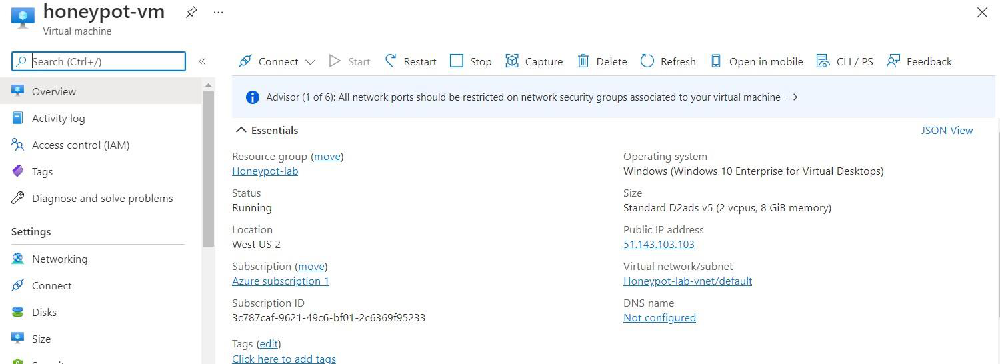 honeypot-vm
Virtual machine
Search (Ctrl+/)
Overview
Activity log
Access control (IAM)
Tags
Diagnose and solve problems
Settings
Networking
Connect
Disks
Size
Connect Start Restart Stop Capture Delete Refresh Open in mobile CLI / PS Feedback
Advisor (1 of 6): All network ports should be restricted on network security groups associated to your virtual machine →
Essentials
JSON View
Resource group (move)
Honeypot-lab
Status
Running
Location
West US 2
Subscription (move)
Azure subscription 1
Subscription ID
3c787caf-9621-49c6-bf01-2c6369f95233
Tags (edit)
Click here to add tags
Operating system
Windows (Windows 10 Enterprise for Virtual Desktops)
Size
Standard D2ads v5 (2 vcpus, 8 GiB memory)
Public IP address
51.143.103.103
Virtual network/subnet
Honeypot-lab-vnet/default
DNS name
Not configured